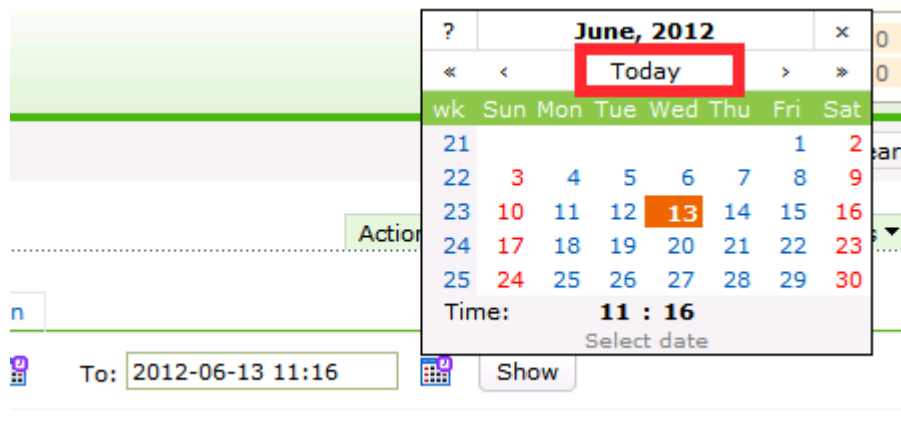 ? June, 2012 × 0
« ‹ Today › » 0
wk Sun Mon Tue Wed Thu Fri Sat
21 1 2
22 3 4 5 6 7 8 9
23 10 11 12 13 14 15 16
Action
24 17 18 19 20 21 22 23
25 24 25 26 27 28 29 30
Time: 11 : 16
Select date
To: 2012-06-13 11:16 Show